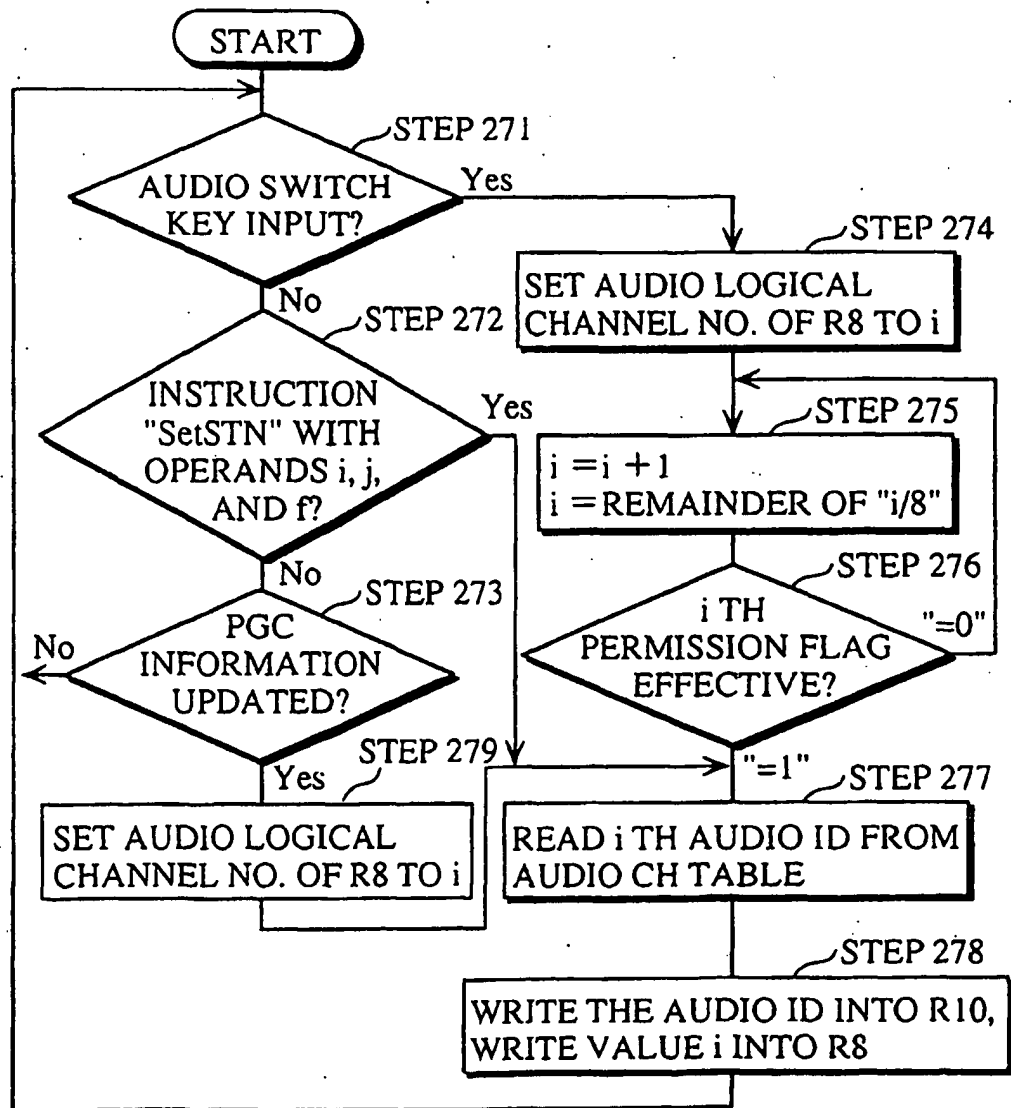 START
STEP 271
AUDIO SWITCH
KEY INPUT?
Yes
No
STEP 272
INSTRUCTION
"SetSTN" WITH
OPERANDS i, j,
AND f?
Yes
No
STEP 273
PGC
INFORMATION
UPDATED?
No
Yes
STEP 279
SET AUDIO LOGICAL
CHANNEL NO. OF R8 TO i
STEP 274
SET AUDIO LOGICAL
CHANNEL NO. OF R8 TO i
STEP 275
i = i + 1
i = REMAINDER OF "i/8"
STEP 276
i TH
PERMISSION FLAG
EFFECTIVE?
"=0"
"=1"
STEP 277
READ i TH AUDIO ID FROM
AUDIO CH TABLE
STEP 278
WRITE THE AUDIO ID INTO R10,
WRITE VALUE i INTO R8